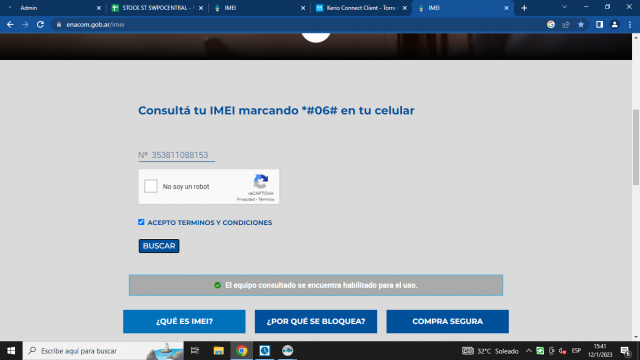 Admin
STOCK ST SWPOCENTRAL -
IMEI
Kerio Connect Client - Torre
IMEI
enacom.gob.ar/imei
Consultá tu IMEI marcando *#06# en tu celular
Nº 353811088153
No soy un robot
reCAPTCHA
Privacidad - Términos
ACEPTO TERMINOS Y CONDICIONES
BUSCAR
El equipo consultado se encuentra habilitado para el uso.
¿QUÉ ES IMEI?
¿POR QUÉ SE BLOQUEA?
COMPRA SEGURA
Escribe aquí para buscar
32°C Soleado
ESP
15:41
12/1/2023